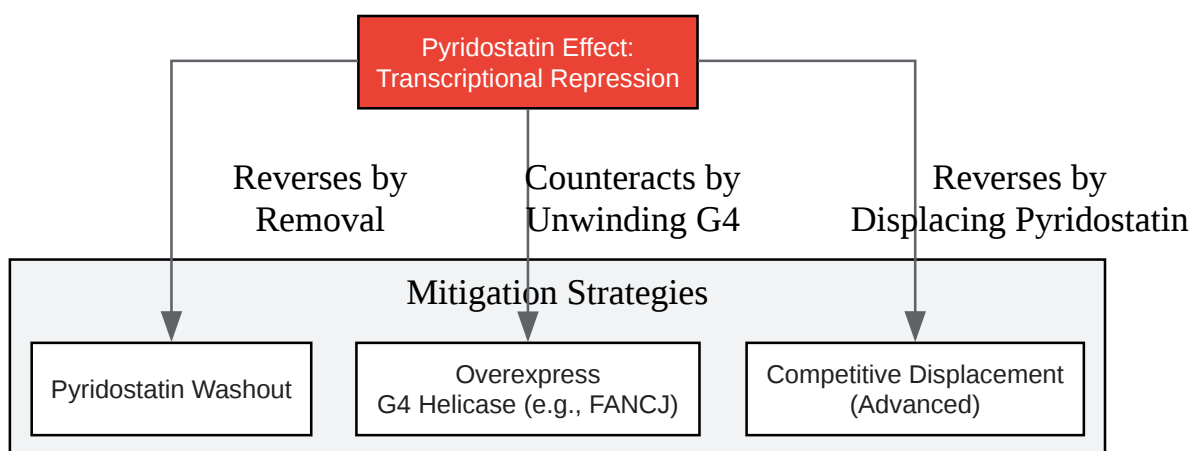 Pyridostatin Effect:
Transcriptional Repression
Reverses by
Removal
Counteracts by
Unwinding G4
Reverses by
Displacing Pyridostatin
Mitigation Strategies
Pyridostatin Washout
Overexpress
G4 Helicase (e.g., FANCJ)
Competitive Displacement
(Advanced)